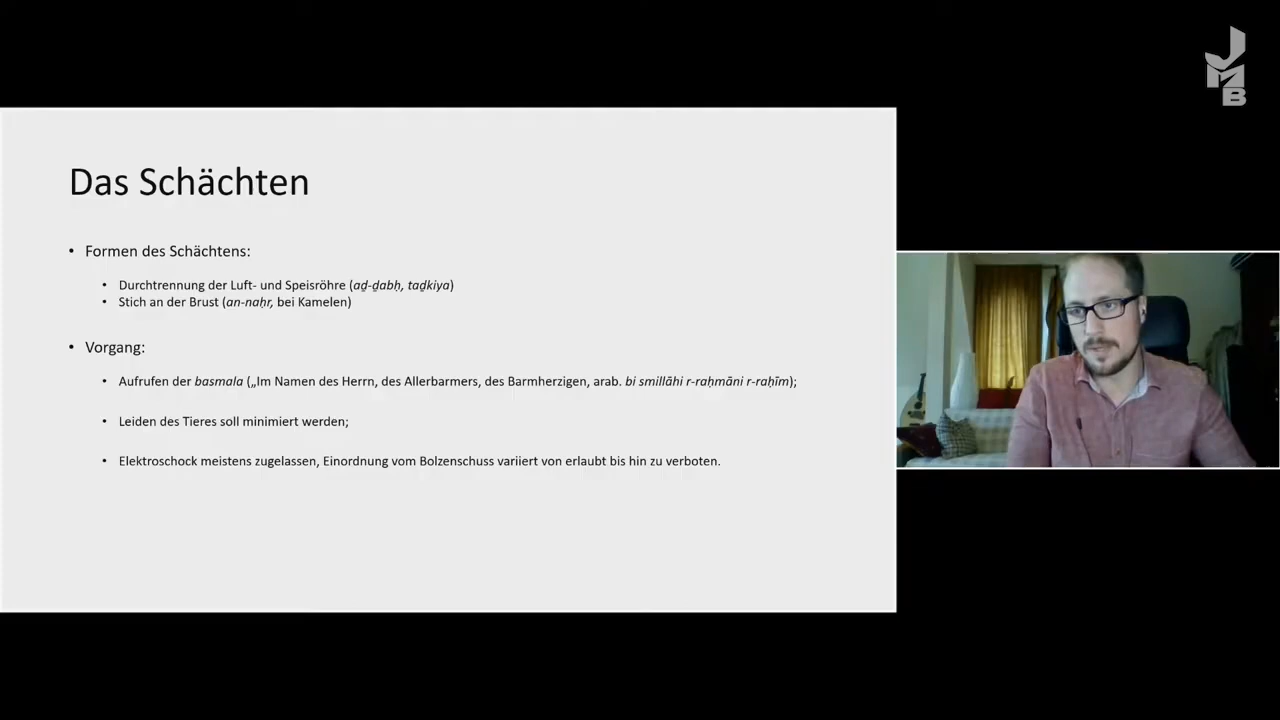 JMB
Das Schächten
• Formen des Schächtens:
• Durchtrennung der Luft- und Speisröhre (aḍ-ḏabḥ, taḏkiya)
• Stich an der Brust (an-naḥr, bei Kamelen)
• Vorgang:
• Aufrufen der basmala („Im Namen des Herrn, des Allerbarmers, des Barmherzigen, arab. bi smillāhi r-raḥmāni r-raḥīm);
• Leiden des Tieres soll minimiert werden;
• Elektroschock meistens zugelassen, Einordnung vom Bolzenschuss variiert von erlaubt bis hin zu verboten.